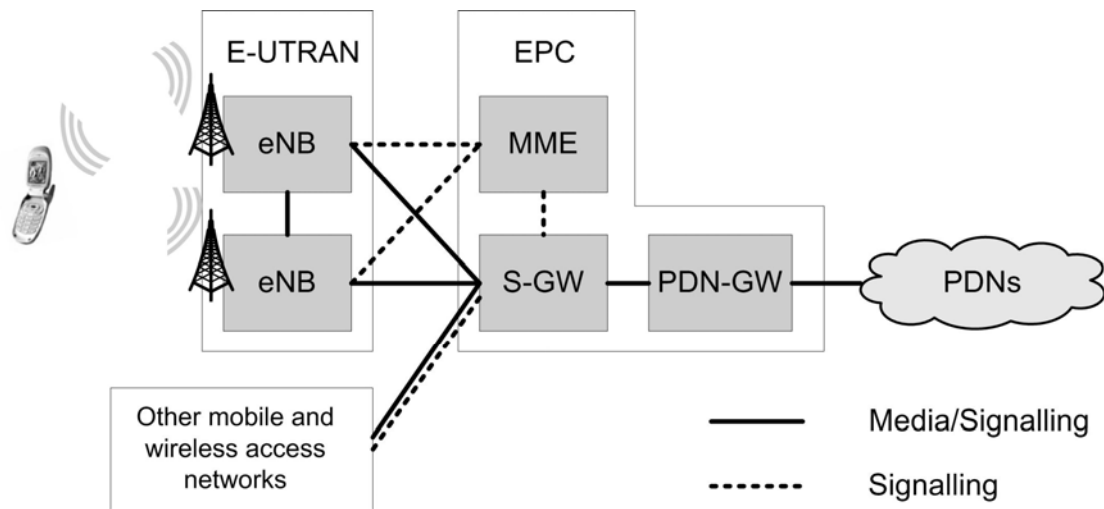 E-UTRAN
EPC
eNB
MME
eNB
S-GW
PDN-GW
PDNs
Other mobile and
wireless access
networks
Media/Signalling
Signalling